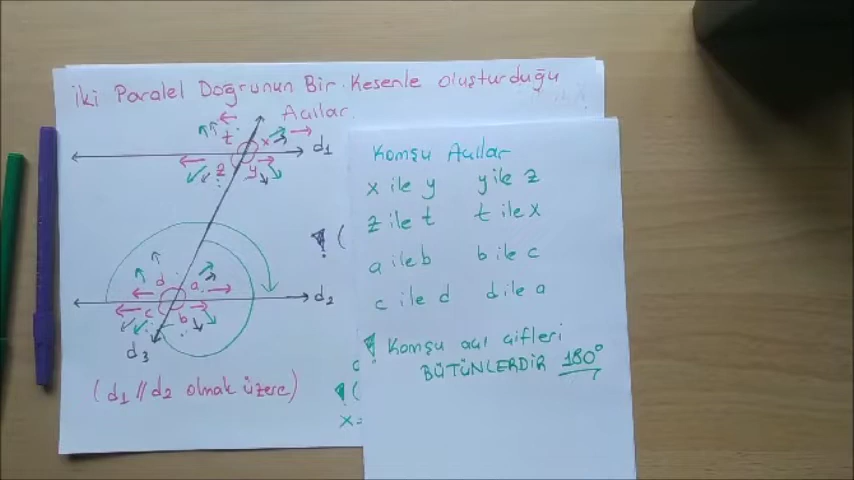 İki Paralel Doğrunun Bir Kesenle Oluşturduğu
Açılar
t x d1
z y
d a d2
c b
d3
(d1 // d2 olmak üzere)
x=
Komşu Açılar
x ile y y ile z
z ile t t ile x
a ile b b ile c
c ile d d ile a
! Komşu açı çiftleri
BÜTÜNLERDİR 180°